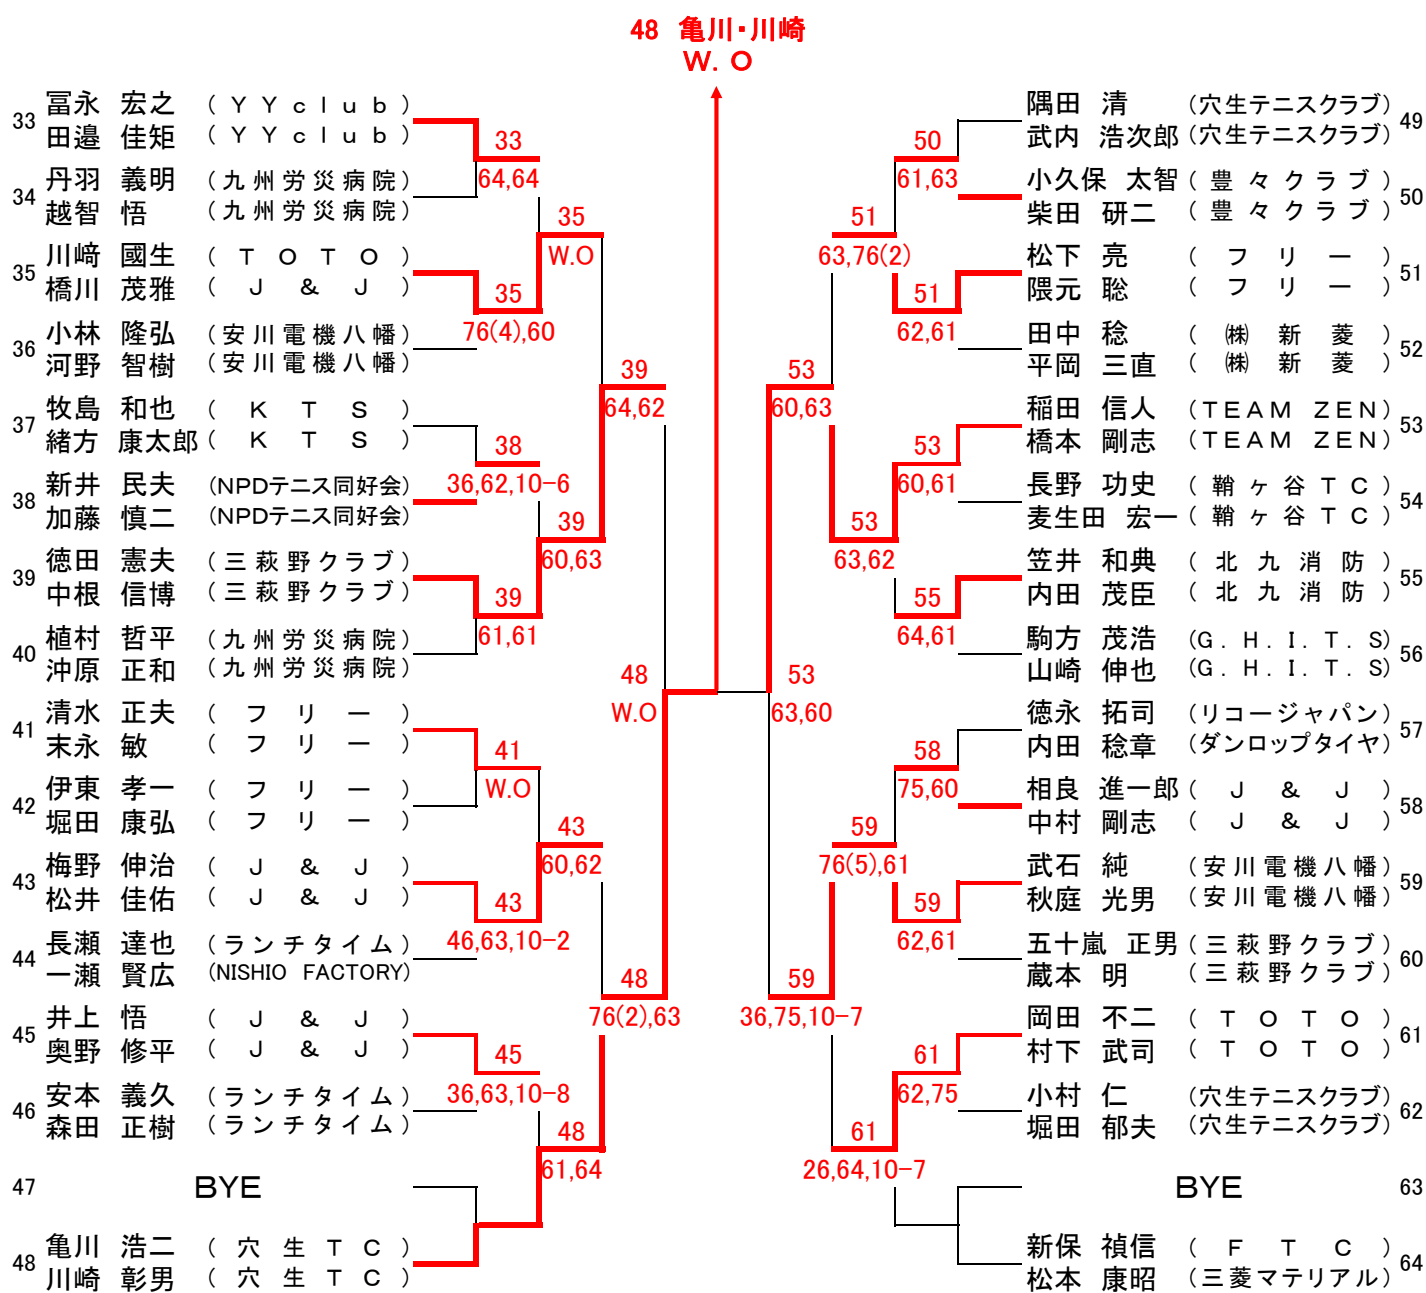 48 亀川・川崎
W. O
33
冨永 宏之 (ＹＹｃｌｕｂ)
田邉 佳矩 (ＹＹｃｌｕｂ)
34
丹羽 義明 (九州労災病院)
越智 悟 (九州労災病院)
35
川﨑 國生 (ＴＯＴＯ)
橋川 茂雅 (Ｊ＆Ｊ)
36
小林 隆弘 (安川電機八幡)
河野 智樹 (安川電機八幡)
37
牧島 和也 (ＫＴＳ)
緒方 康太郎 (ＫＴＳ)
38
新井 民夫 (NPDテニス同好会)
加藤 慎二 (NPDテニス同好会)
39
徳田 憲夫 (三萩野クラブ)
中根 信博 (三萩野クラブ)
40
植村 哲平 (九州労災病院)
沖原 正和 (九州労災病院)
41
清水 正夫 (フリー)
末永 敏 (フリー)
42
伊東 孝一 (フリー)
堀田 康弘 (フリー)
43
梅野 伸治 (Ｊ＆Ｊ)
松井 佳佑 (Ｊ＆Ｊ)
44
長瀬 達也 (ランチタイム)
一瀬 賢広 (NISHIO FACTORY)
45
井上 悟 (Ｊ＆Ｊ)
奥野 修平 (Ｊ＆Ｊ)
46
安本 義久 (ランチタイム)
森田 正樹 (ランチタイム)
47
BYE
48
亀川 浩二 (穴生ＴＣ)
川崎 彰男 (穴生ＴＣ)
33
64,64
35
76(4),60
38
36,62,10-6
39
61,61
41
W.O
43
46,63,10-2
45
36,63,10-8
35
W.O
39
60,63
43
60,62
48
61,64
39
64,62
48
76(2),63
48
W.O
53
63,60
53
60,63
59
36,75,10-7
51
63,76(2)
53
63,62
59
76(5),61
61
26,64,10-7
50
61,63
51
62,61
53
60,61
55
64,61
58
75,60
59
62,61
61
62,75
隅田 清 (穴生テニスクラブ)
武内 浩次郎 (穴生テニスクラブ)
49
小久保 太智 (豊々クラブ)
柴田 研二 (豊々クラブ)
50
松下 亮 (フリー)
隈元 聡 (フリー)
51
田中 稔 (㈱新菱)
平岡 三直 (㈱新菱)
52
稲田 信人 (ＴＥＡＭ ＺＥＮ)
橋本 剛志 (ＴＥＡＭ ＺＥＮ)
53
長野 功史 (鞘ヶ谷ＴＣ)
麦生田 宏一 (鞘ヶ谷ＴＣ)
54
笠井 和典 (北九消防)
内田 茂臣 (北九消防)
55
駒方 茂浩 (G.H.I.T.S)
山崎 伸也 (G.H.I.T.S)
56
徳永 拓司 (リコージャパン)
内田 稔章 (ダンロップタイヤ)
57
相良 進一郎 (Ｊ＆Ｊ)
中村 剛志 (Ｊ＆Ｊ)
58
武石 純 (安川電機八幡)
秋庭 光男 (安川電機八幡)
59
五十嵐 正男 (三萩野クラブ)
蔵本 明 (三萩野クラブ)
60
岡田 不二 (ＴＯＴＯ)
村下 武司 (ＴＯＴＯ)
61
小村 仁 (穴生テニスクラブ)
堀田 郁夫 (穴生テニスクラブ)
62
BYE
63
新保 禎信 (ＦＴＣ)
松本 康昭 (三菱マテリアル)
64